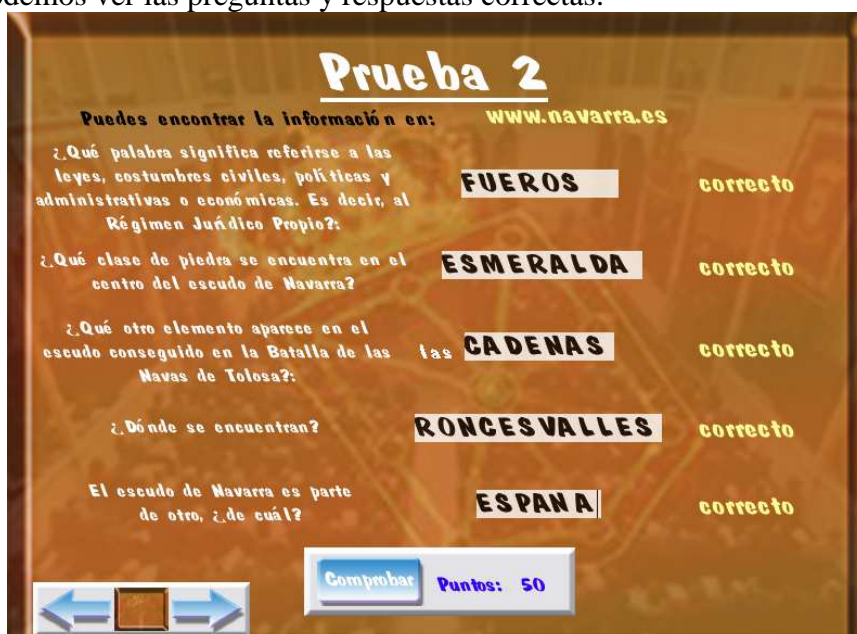 demos ver las preguntas y respuestas correctas.
Prueba 2
Puedes encontrar la información en: www.navarra.es
¿Qué palabra significa referirse a las
leyes, costumbres civiles, políticas y
administrativas o económicas. Es decir, al
Régimen Jurídico Propio?:
FUEROS correcto
¿Qué clase de piedra se encuentra en el
centro del escudo de Navarra?
ESMERALDA correcto
¿Qué otro elemento aparece en el
escudo conseguido en la Batalla de las
Navas de Tolosa?:
las CADENAS correcto
¿Dónde se encuentran?
RONCESVALLES correcto
El escudo de Navarra es parte
de otro, ¿de cuál?
ESPANA correcto
Comprobar Puntos: 50